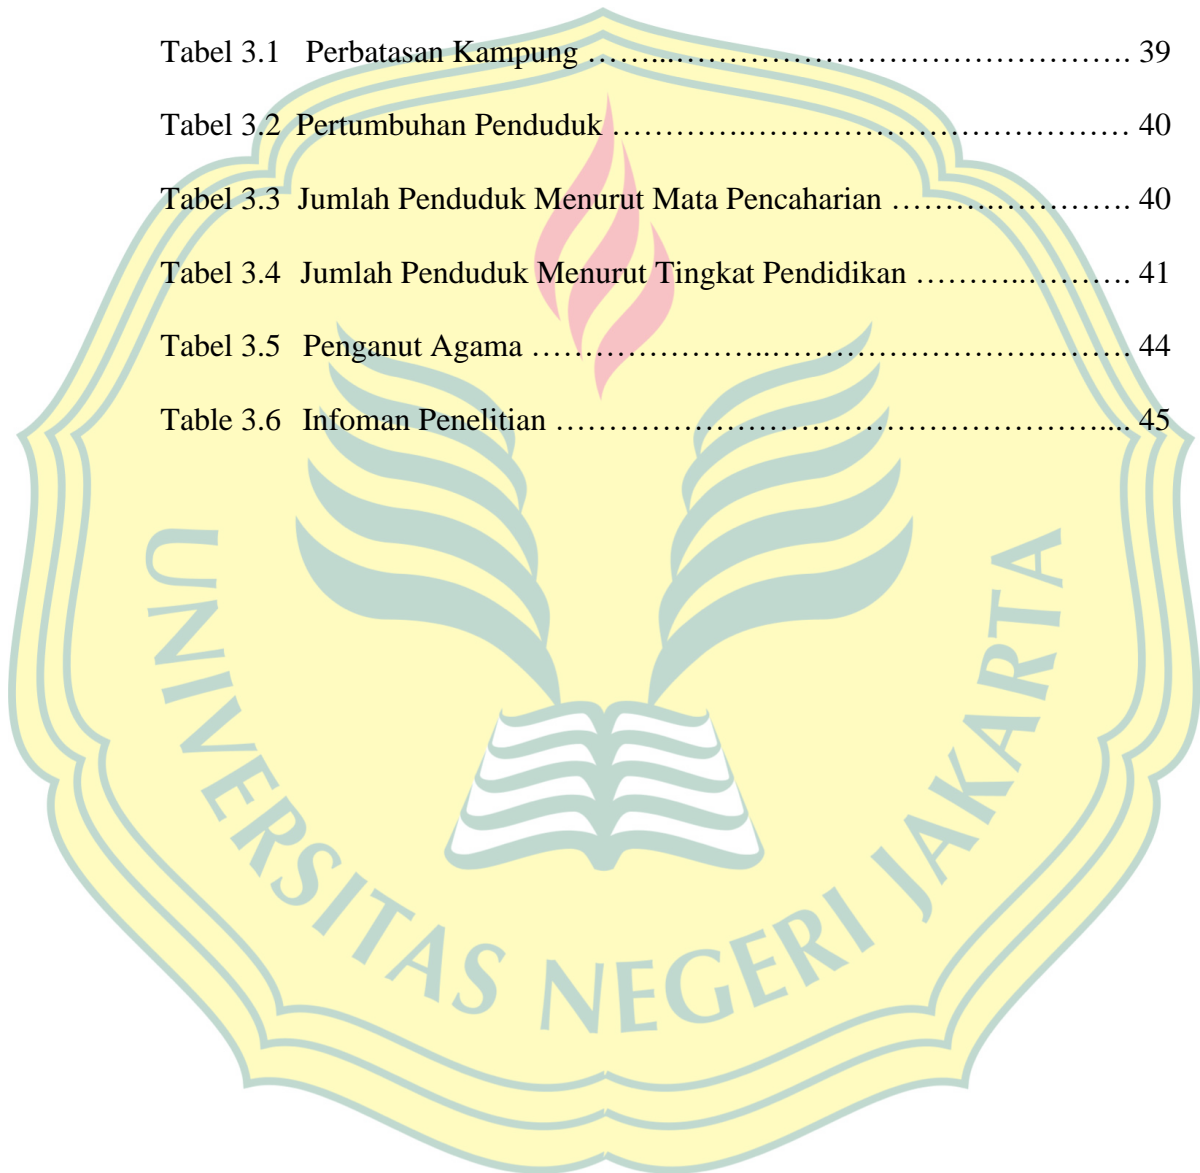 Tabel 3.1 Perbatasan Kampung ……...………………………………………. 39
Tabel 3.2 Pertumbuhan Penduduk ………….……………………………… 40
Tabel 3.3 Jumlah Penduduk Menurut Mata Pencaharian …………………. 40
Tabel 3.4 Jumlah Penduduk Menurut Tingkat Pendidikan ………..………. 41
Tabel 3.5 Penganut Agama …………………..……………………………. 44
Table 3.6 Infoman Penelitian ……………………………………………... 45
UNIVERSITAS NEGERI JAKARTA